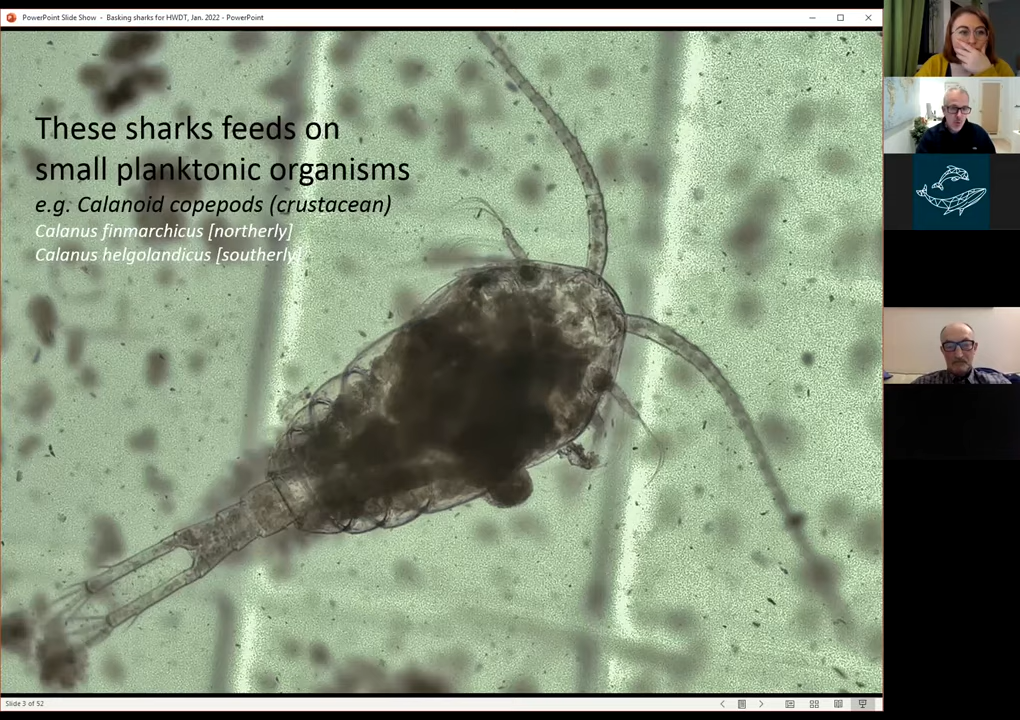 PowerPoint Slide Show - Basking sharks for HWDT, Jan. 2022 - PowerPoint
These sharks feeds on
small planktonic organisms
e.g. Calanoid copepods (crustacean)
Calanus finmarchicus [northerly]
Calanus helgolandicus [southerly]
Slide 3 of 52